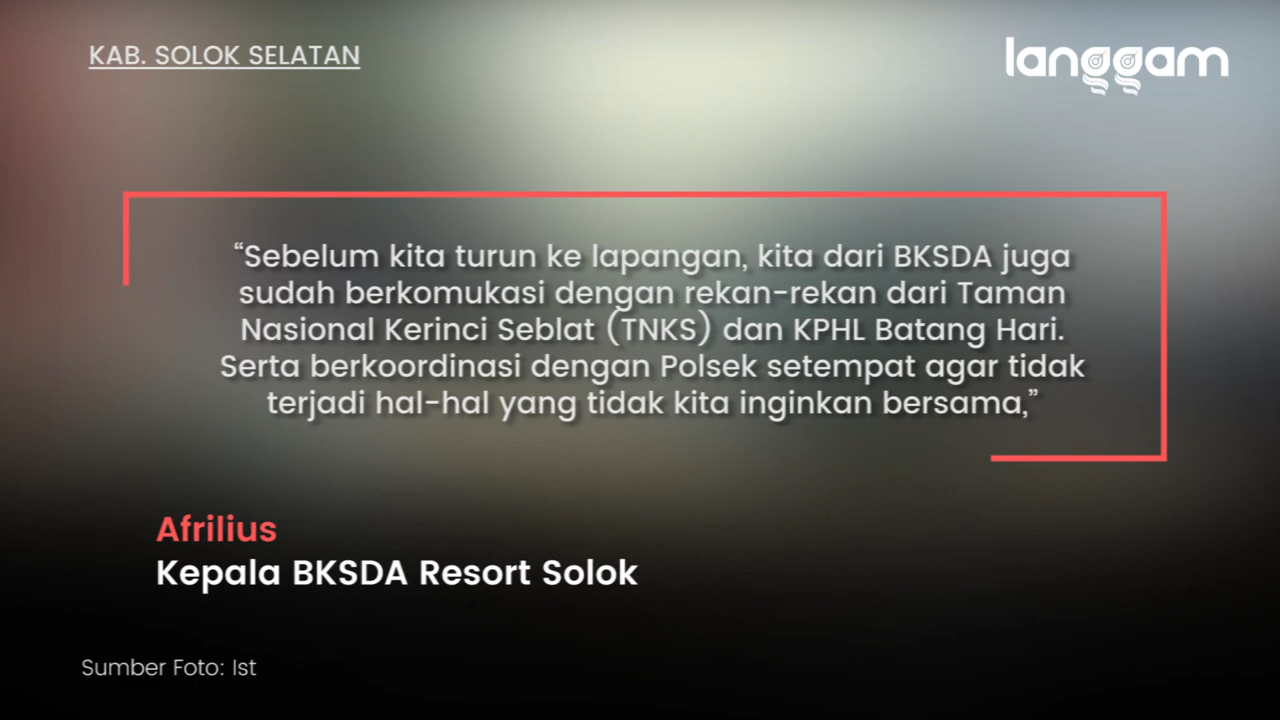 KAB. SOLOK SELATAN
langgam
“Sebelum kita turun ke lapangan, kita dari BKSDA juga
sudah berkomukasi dengan rekan-rekan dari Taman
Nasional Kerinci Seblat (TNKS) dan KPHL Batang Hari.
Serta berkoordinasi dengan Polsek setempat agar tidak
terjadi hal-hal yang tidak kita inginkan bersama,”
Afrilius
Kepala BKSDA Resort Solok
Sumber Foto: Ist